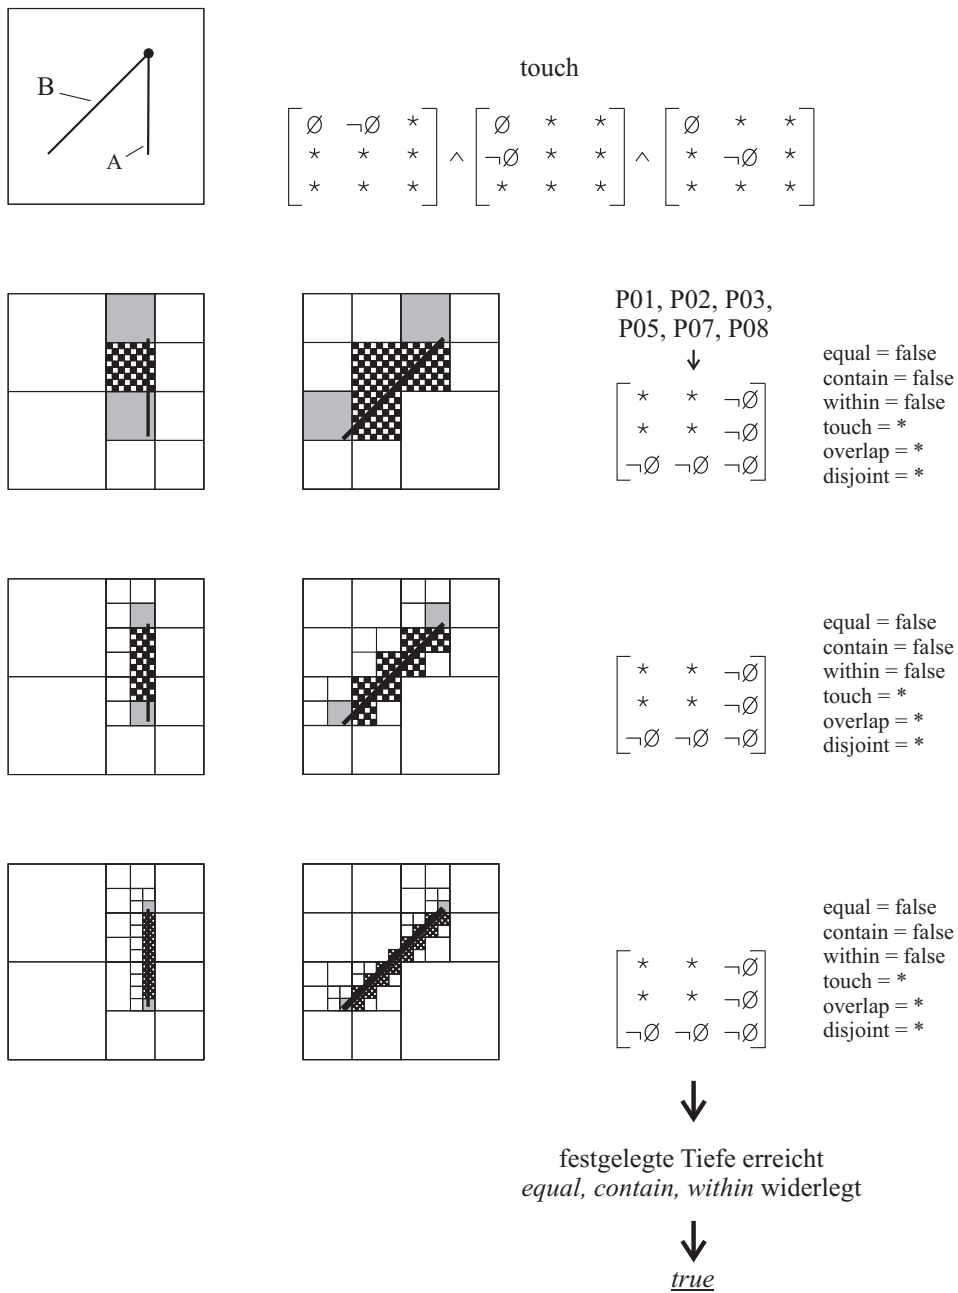 B
A
touch
∅ ¬∅ * ∅ * * ∅ * *
* * * ∧ ¬∅ * * ∧ * ¬∅ *
* * * * * * * * *
P01, P02, P03,
P05, P07, P08
* * ¬∅
* * ¬∅
¬∅ ¬∅ ¬∅
equal = false
contain = false
within = false
touch = *
overlap = *
disjoint = *
* * ¬∅
* * ¬∅
¬∅ ¬∅ ¬∅
equal = false
contain = false
within = false
touch = *
overlap = *
disjoint = *
* * ¬∅
* * ¬∅
¬∅ ¬∅ ¬∅
equal = false
contain = false
within = false
touch = *
overlap = *
disjoint = *
festgelegte Tiefe erreicht
equal, contain, within widerlegt
true